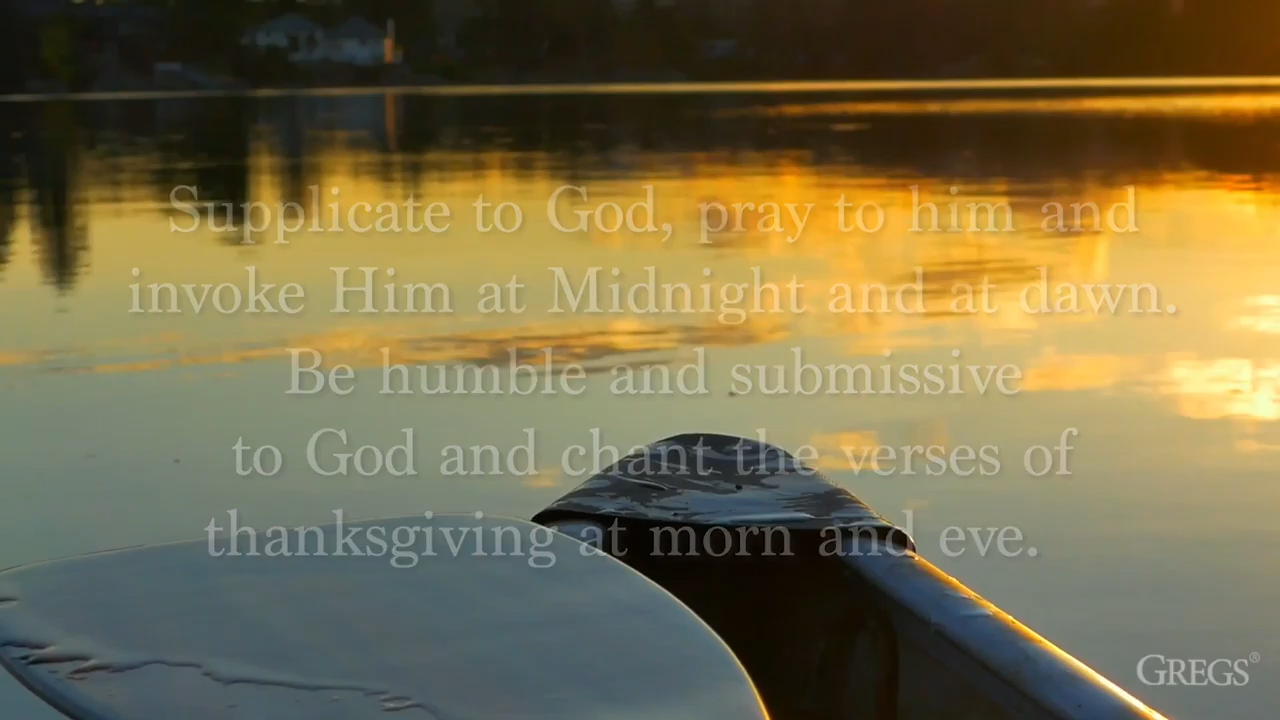 Supplicate to God, pray to him and
invoke Him at Midnight and at dawn.
Be humble and submissive
to God and chant the verses of
thanksgiving at morn and eve.
GREGS®